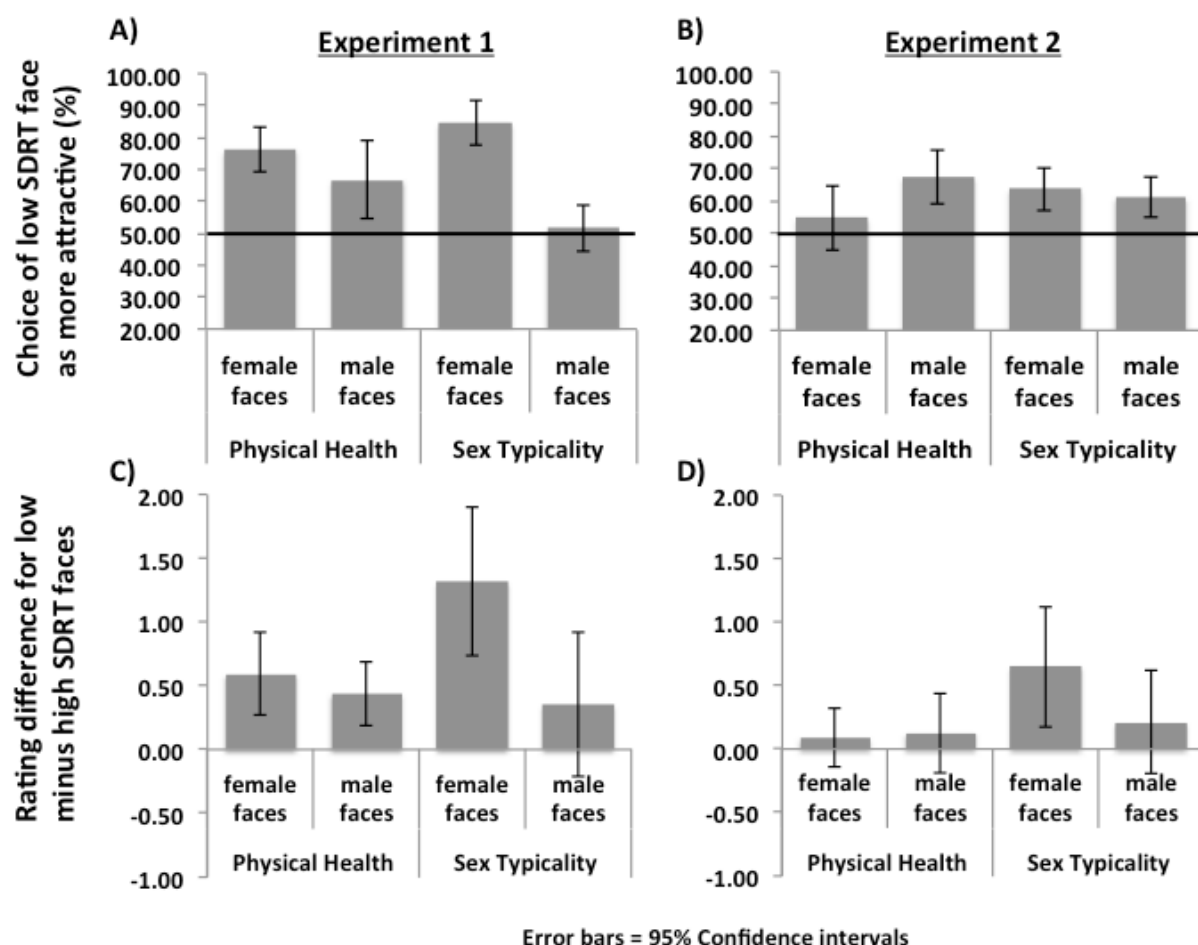 A)
Experiment 1
B)
Experiment 2
Choice of low SDRT face
as more attractive (%)
100.00
90.00
80.00
70.00
60.00
50.00
40.00
30.00
20.00
female faces
male faces
female faces
male faces
Physical Health
Sex Typicality
100.00
90.00
80.00
70.00
60.00
50.00
40.00
30.00
20.00
female faces
male faces
female faces
male faces
Physical Health
Sex Typicality
C)
D)
Rating difference for low
minus high SDRT faces
2.00
1.50
1.00
0.50
0.00
-0.50
-1.00
female faces
male faces
female faces
male faces
Physical Health
Sex Typicality
2.00
1.50
1.00
0.50
0.00
-0.50
-1.00
female faces
male faces
female faces
male faces
Physical Health
Sex Typicality
Error bars = 95% Confidence intervals